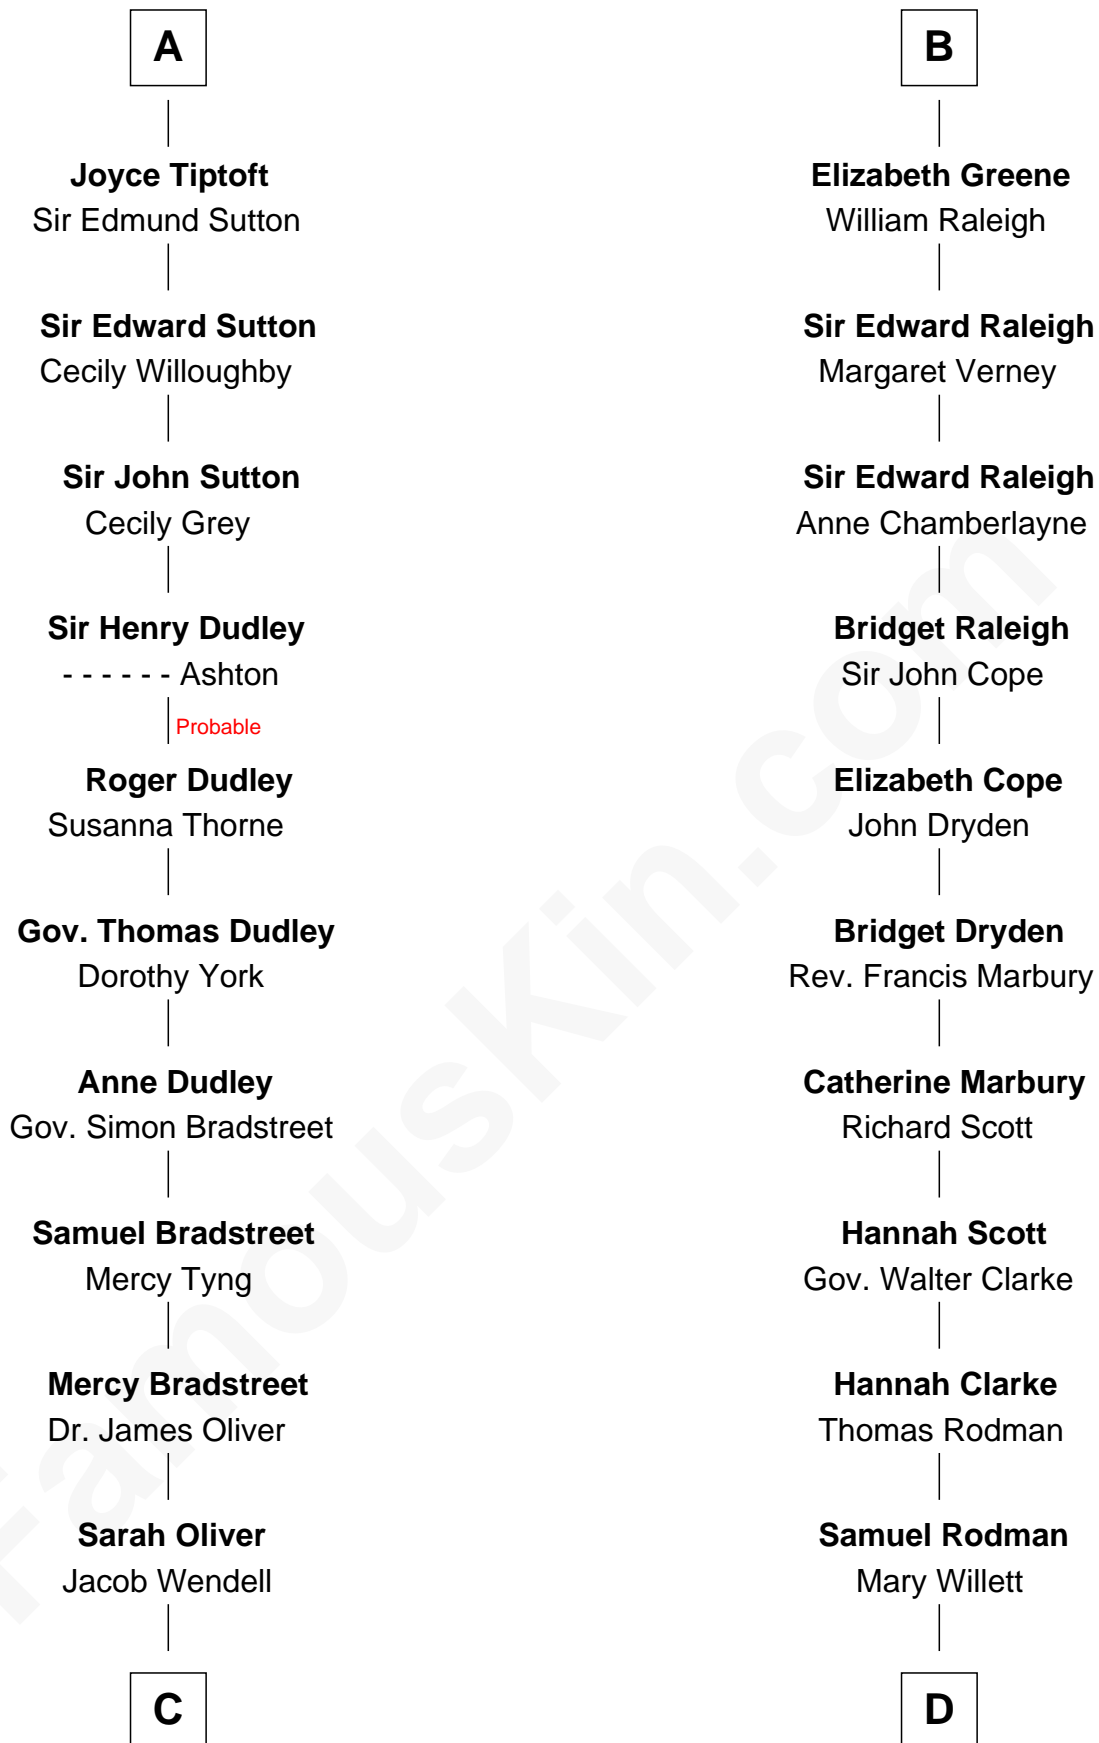 A
Joyce Tiptoft
Sir Edmund Sutton
Sir Edward Sutton
Cecily Willoughby
Sir John Sutton
Cecily Grey
Sir Henry Dudley
- - - - - - Ashton
Probable
Roger Dudley
Susanna Thorne
Gov. Thomas Dudley
Dorothy York
Anne Dudley
Gov. Simon Bradstreet
Samuel Bradstreet
Mercy Tyng
Mercy Bradstreet
Dr. James Oliver
Sarah Oliver
Jacob Wendell
C
B
Elizabeth Greene
William Raleigh
Sir Edward Raleigh
Margaret Verney
Sir Edward Raleigh
Anne Chamberlayne
Bridget Raleigh
Sir John Cope
Elizabeth Cope
John Dryden
Bridget Dryden
Rev. Francis Marbury
Catherine Marbury
Richard Scott
Hannah Scott
Gov. Walter Clarke
Hannah Clarke
Thomas Rodman
Samuel Rodman
Mary Willett
D
FamousKin.com